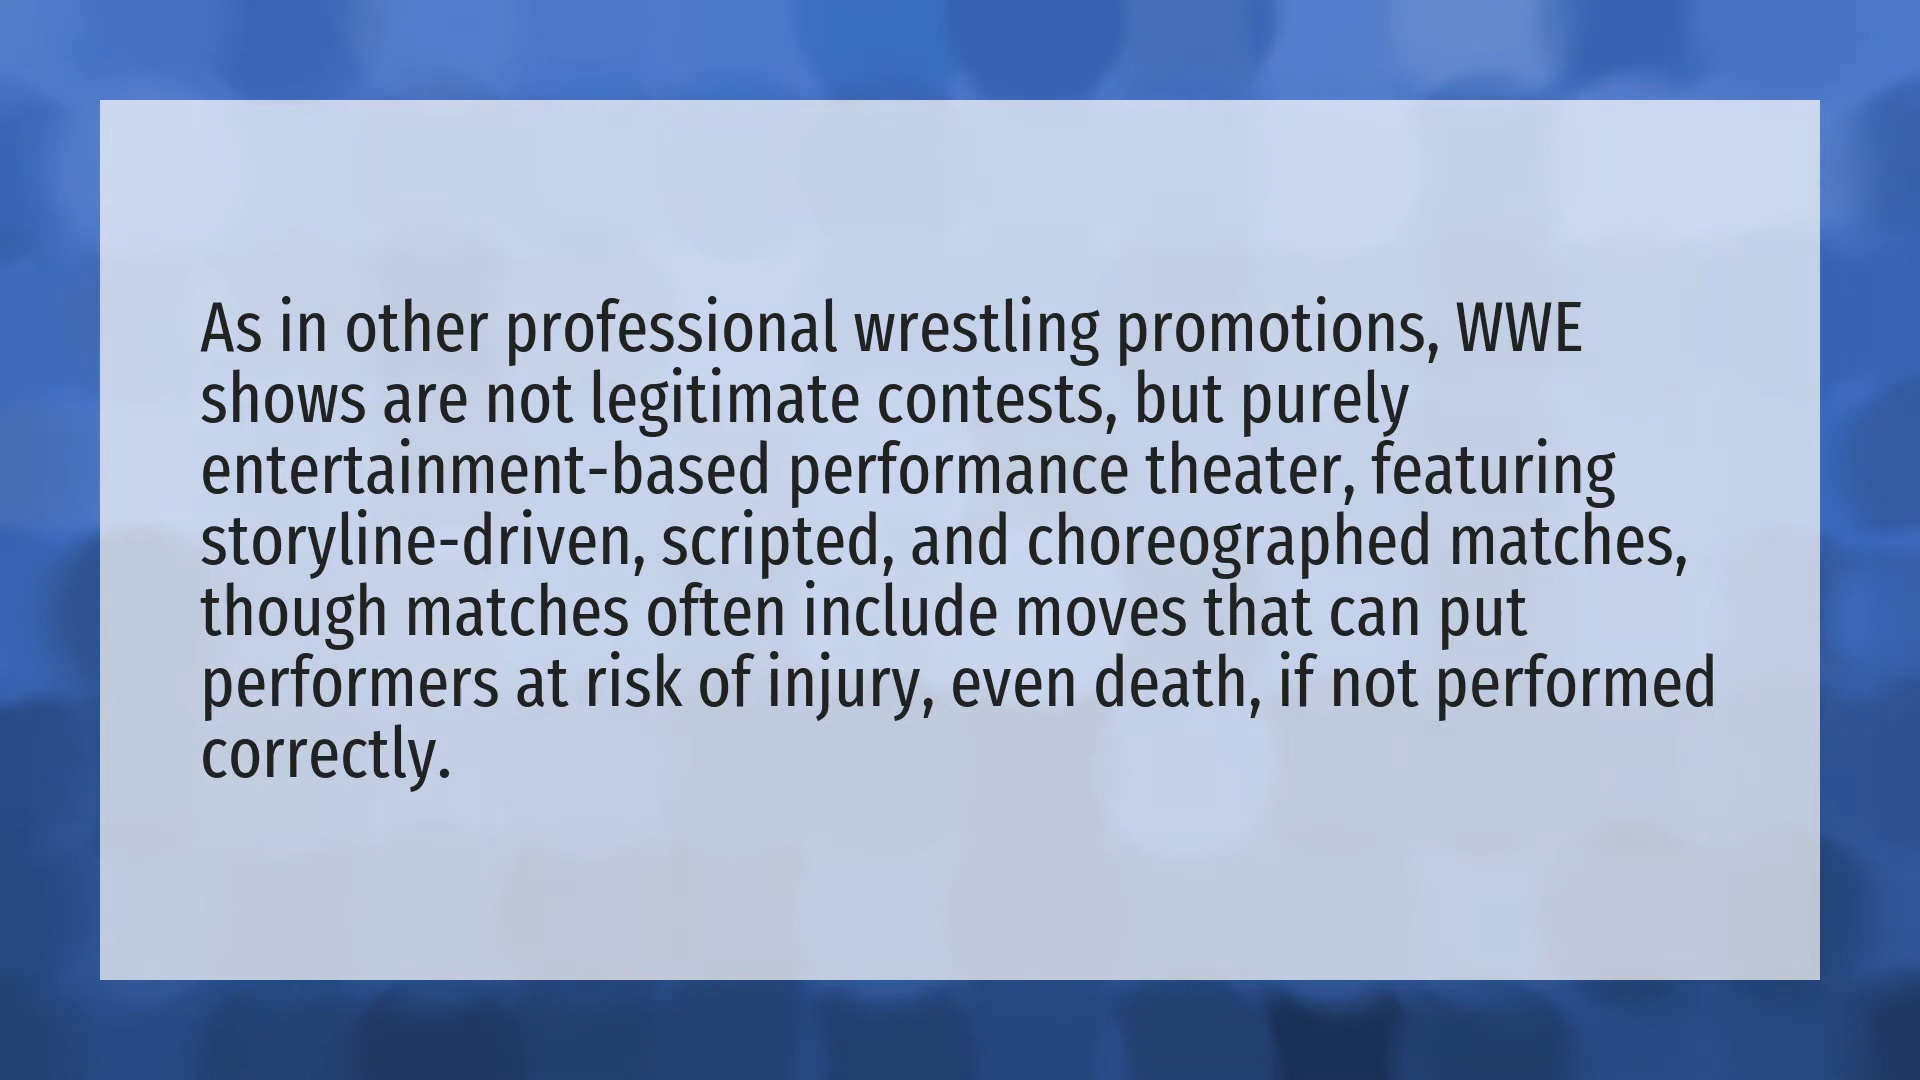 As in other professional wrestling promotions, WWE
shows are not legitimate contests, but purely
entertainment-based performance theater, featuring
storyline-driven, scripted, and choreographed matches,
though matches often include moves that can put
performers at risk of injury, even death, if not performed
correctly.